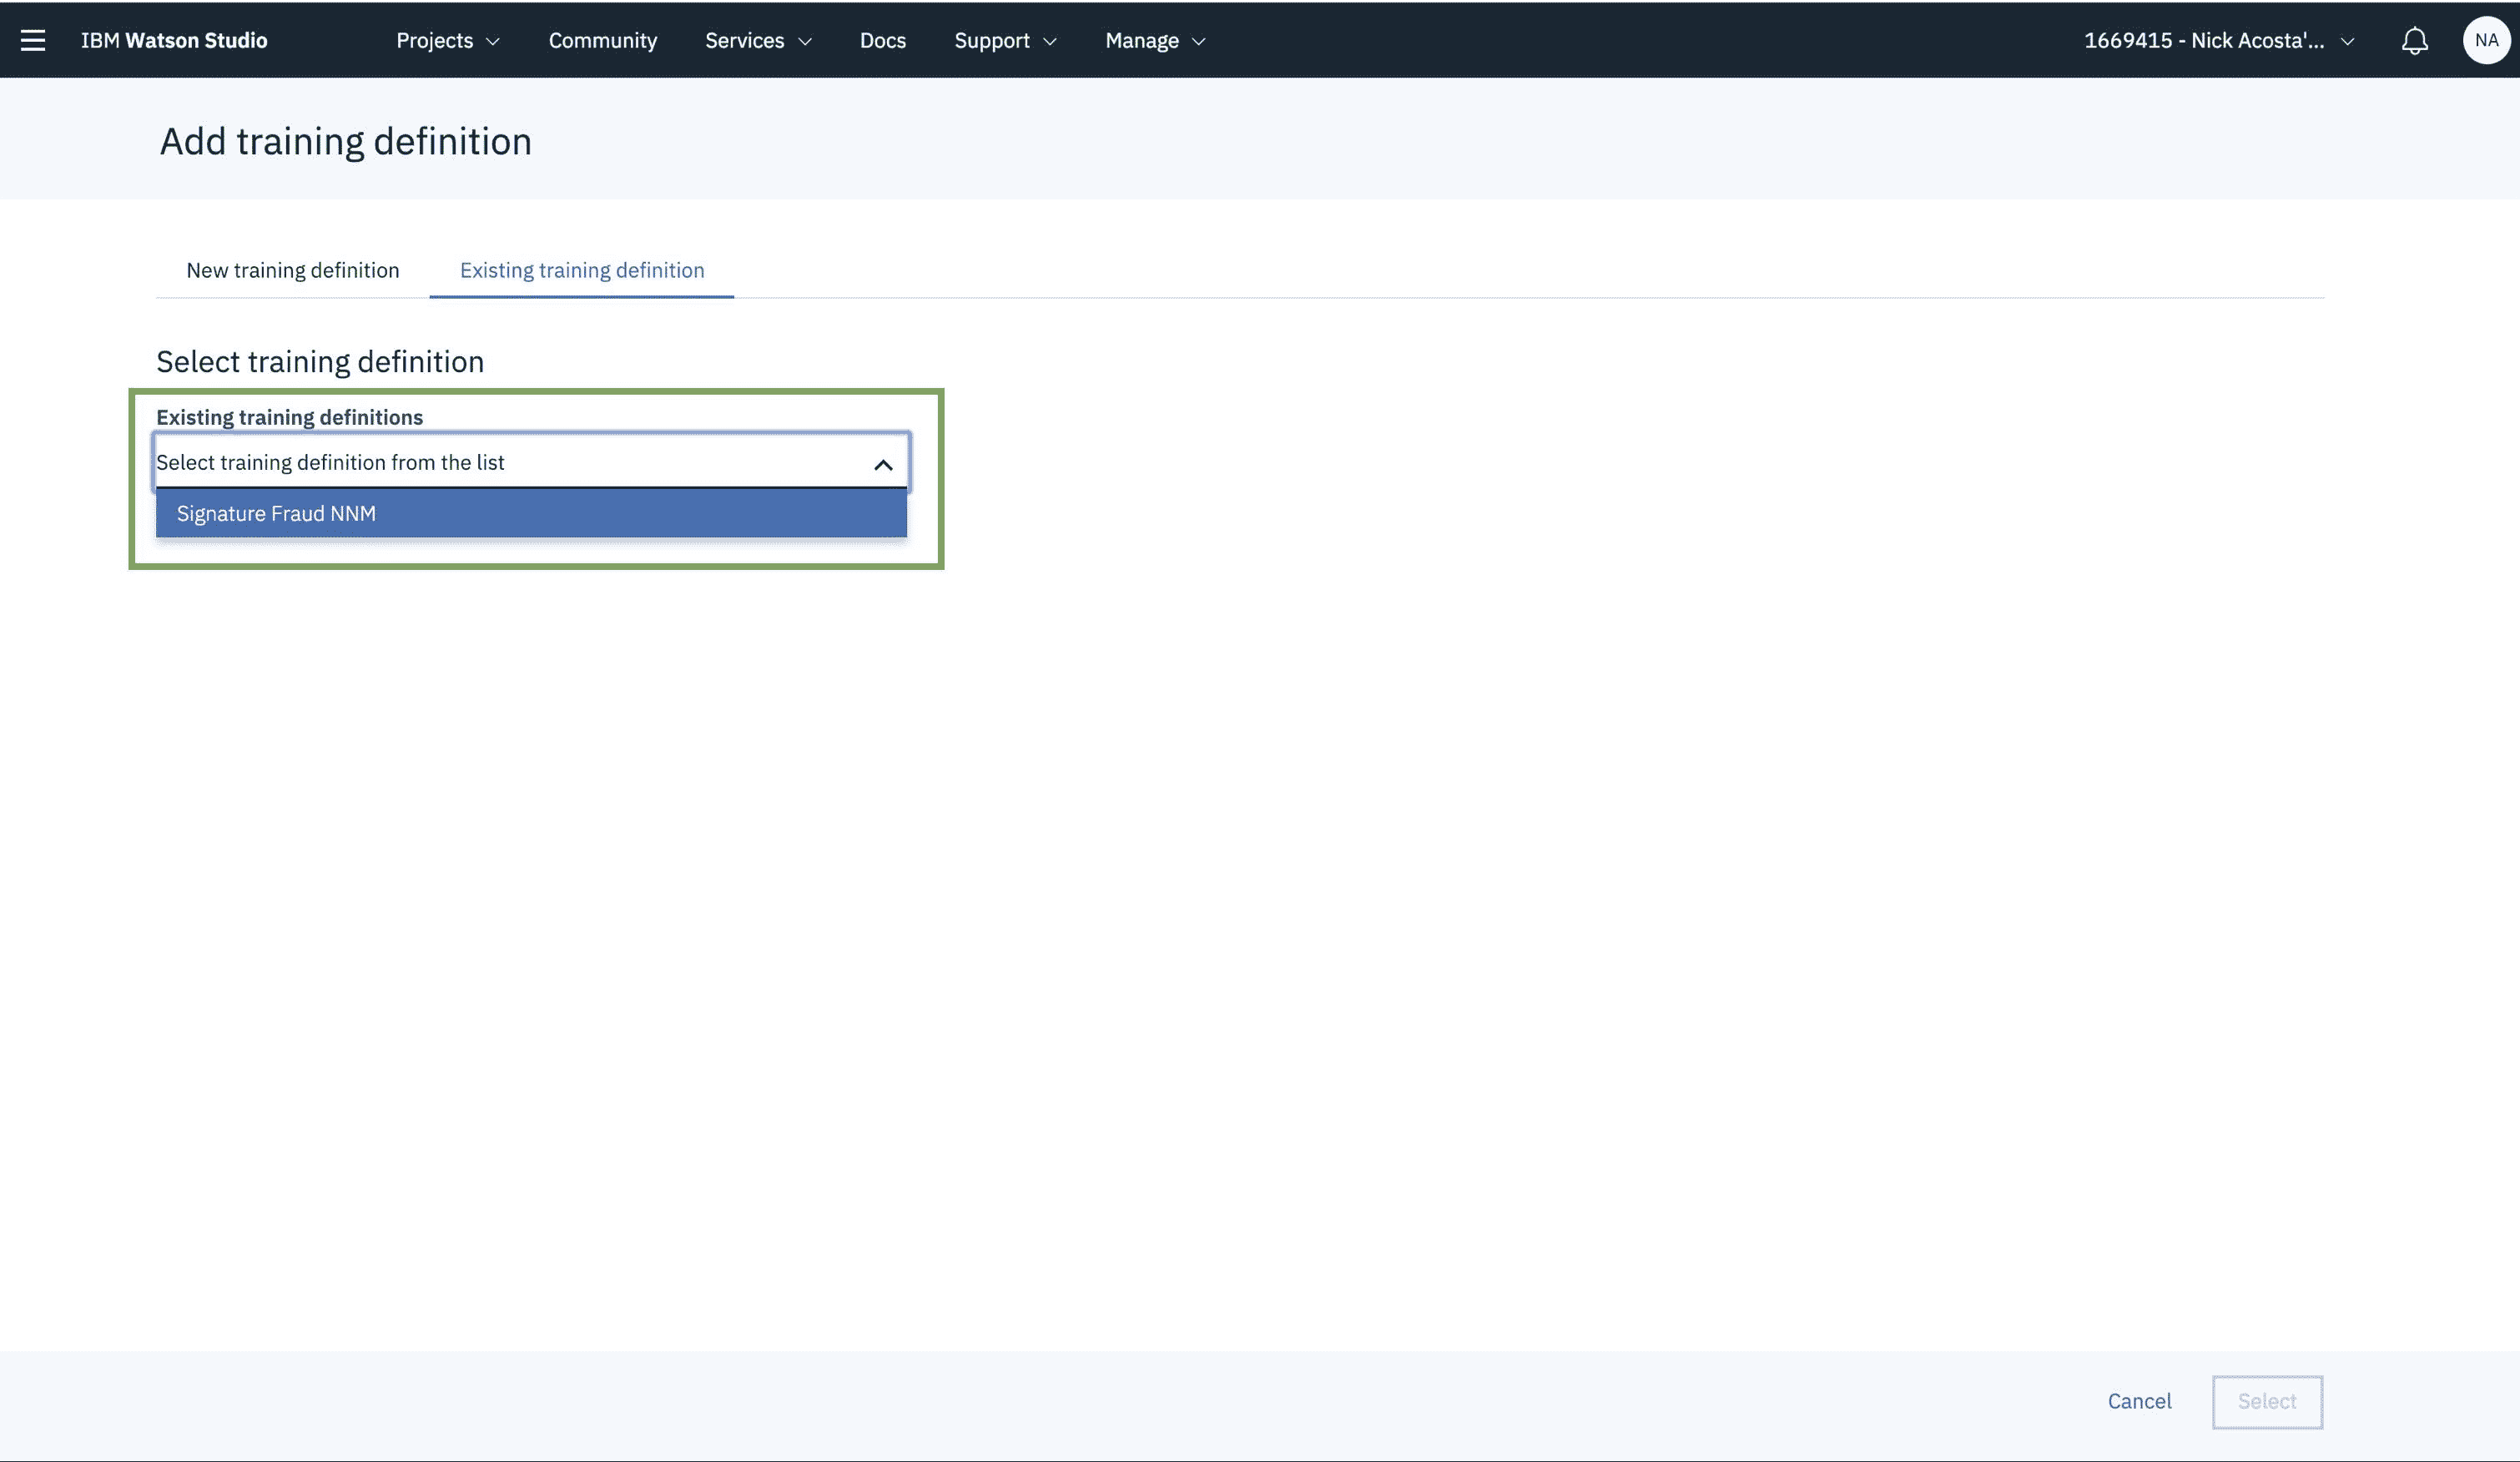 IBM Watson Studio Projects Community Services Docs Support Manage 1669415 - Nick Acosta'... NA
Add training definition
New training definition Existing training definition
Select training definition
Existing training definitions
Select training definition from the list
Signature Fraud NNM
Cancel Select